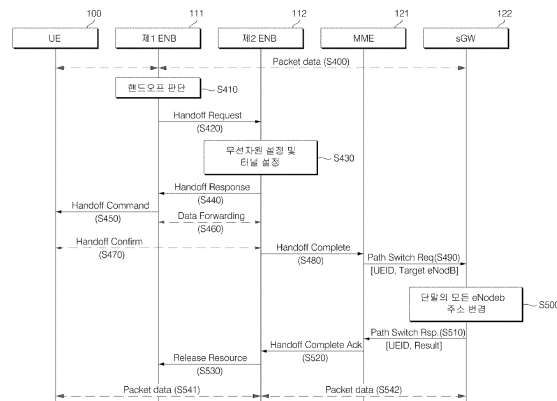 100
111
112
121
122
UE
제1 ENB
제2 ENB
MME
sGW
Packet data (S400)
핸드오프 판단
S410
Handoff Request
(S420)
무선자원 설정 및
터널 설정
S430
Handoff Response
(S440)
Handoff Command
(S450)
Data Forwarding
(S460)
Handoff Confirm
(S470)
Handoff Complete
(S480)
Path Switch Req(S490)
[UEID, Target eNodB]
단말의 모든 eNodeb
주소 변경
S500
Path Switch Rsp.(S510)
[UEID, Result]
Handoff Complete Ack
(S520)
Release Resource
(S530)
Packet data (S541)
Packet data (S542)